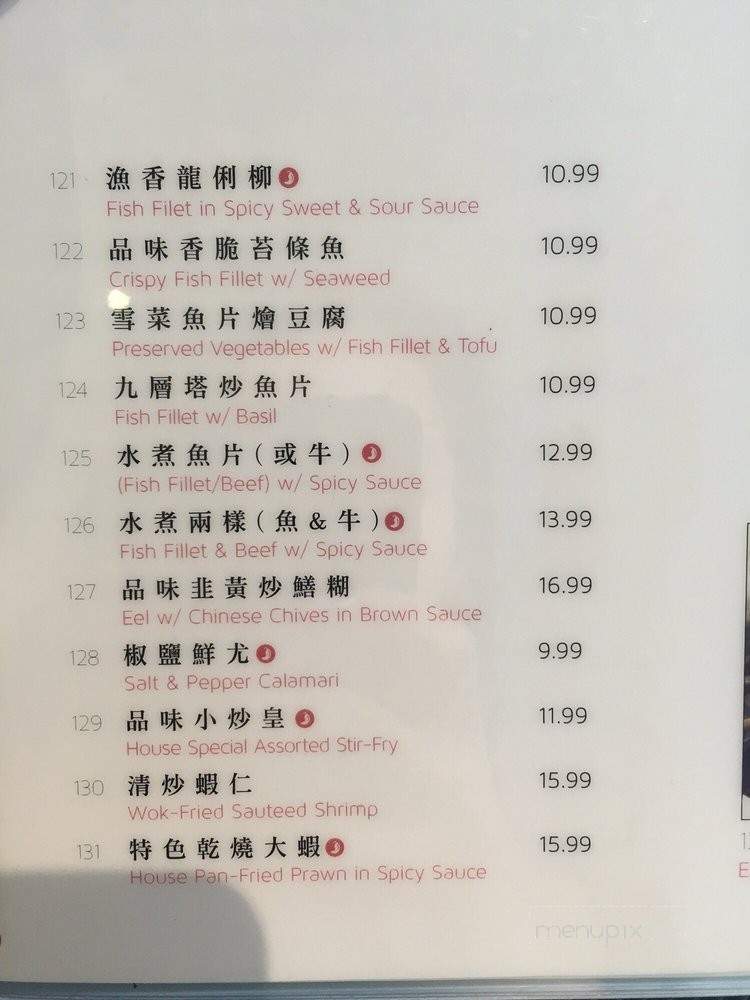 121 漁香龍俐柳 10.99
Fish Filet in Spicy Sweet & Sour Sauce
122 品味香脆苔條魚 10.99
Crispy Fish Fillet w/ Seaweed
123 雪菜魚片燴豆腐 10.99
Preserved Vegetables w/ Fish Fillet & Tofu
124 九層塔炒魚片 10.99
Fish Fillet w/ Basil
125 水煮魚片(或牛) 12.99
(Fish Fillet/Beef) w/ Spicy Sauce
126 水煮兩樣(魚&牛) 13.99
Fish Fillet & Beef w/ Spicy Sauce
127 品味韭黃炒鱔糊 16.99
Eel w/ Chinese Chives in Brown Sauce
128 椒鹽鮮尤 9.99
Salt & Pepper Calamari
129 品味小炒皇 11.99
House Special Assorted Stir-Fry
130 清炒蝦仁 15.99
Wok-Fried Sauteed Shrimp
131 特色乾燒大蝦 15.99
House Pan-Fried Prawn in Spicy Sauce
menupix